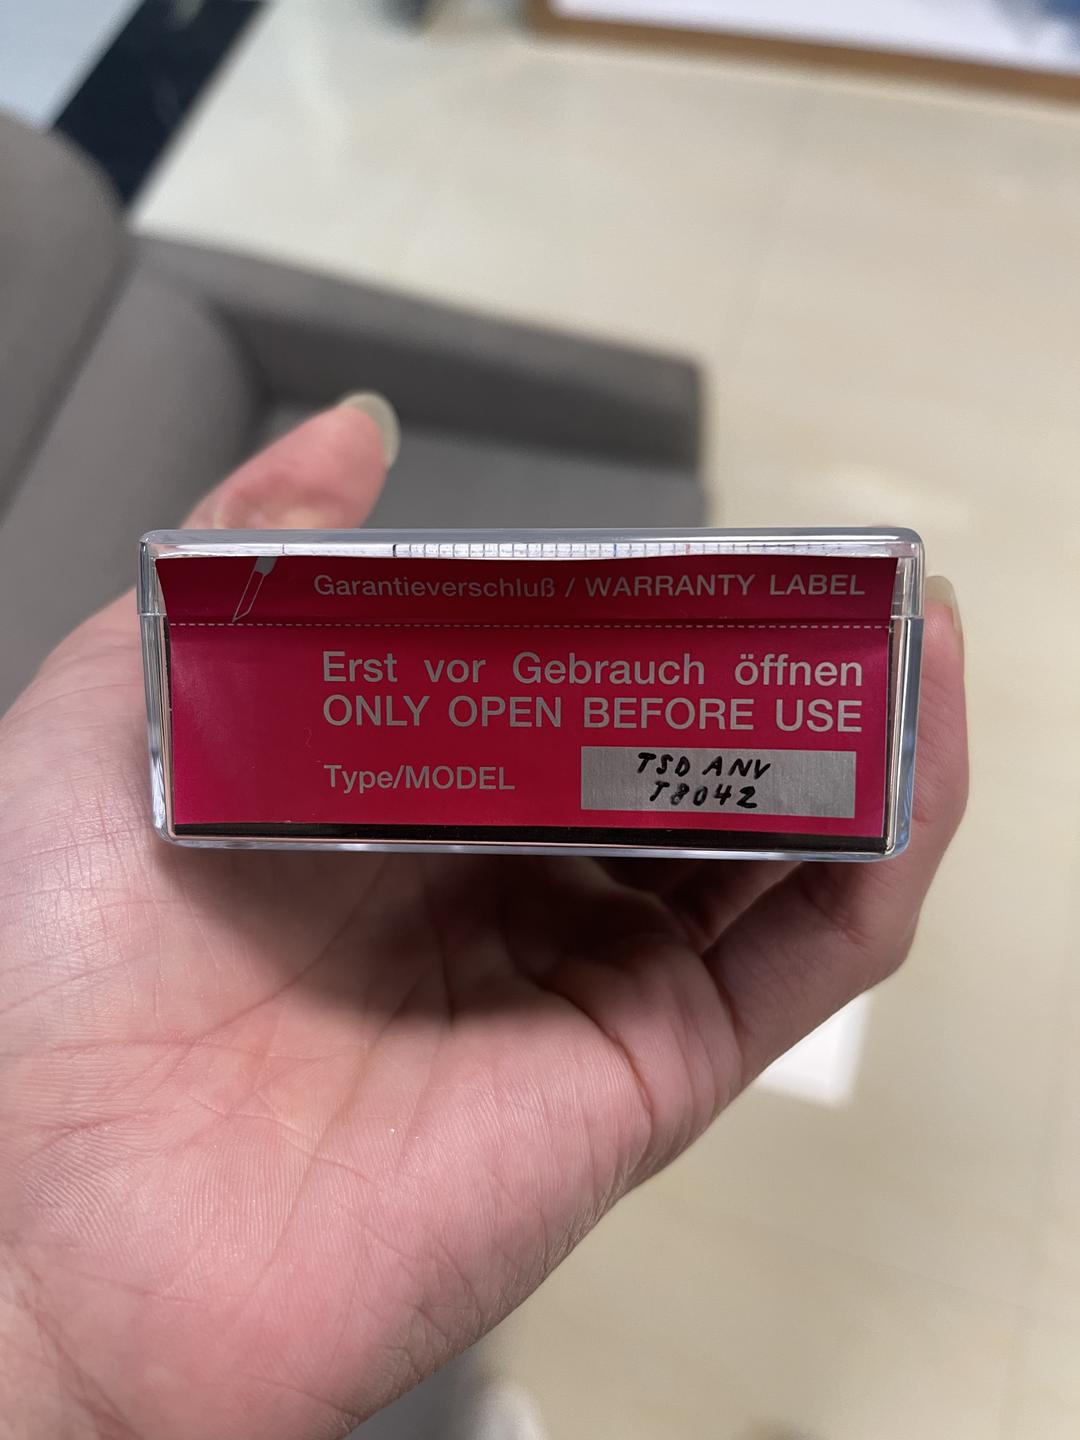 Garantieverschluß / WARRANTY LABEL
Erst vor Gebrauch öffnen
ONLY OPEN BEFORE USE
Type/MODEL
TSD ANV
T8042